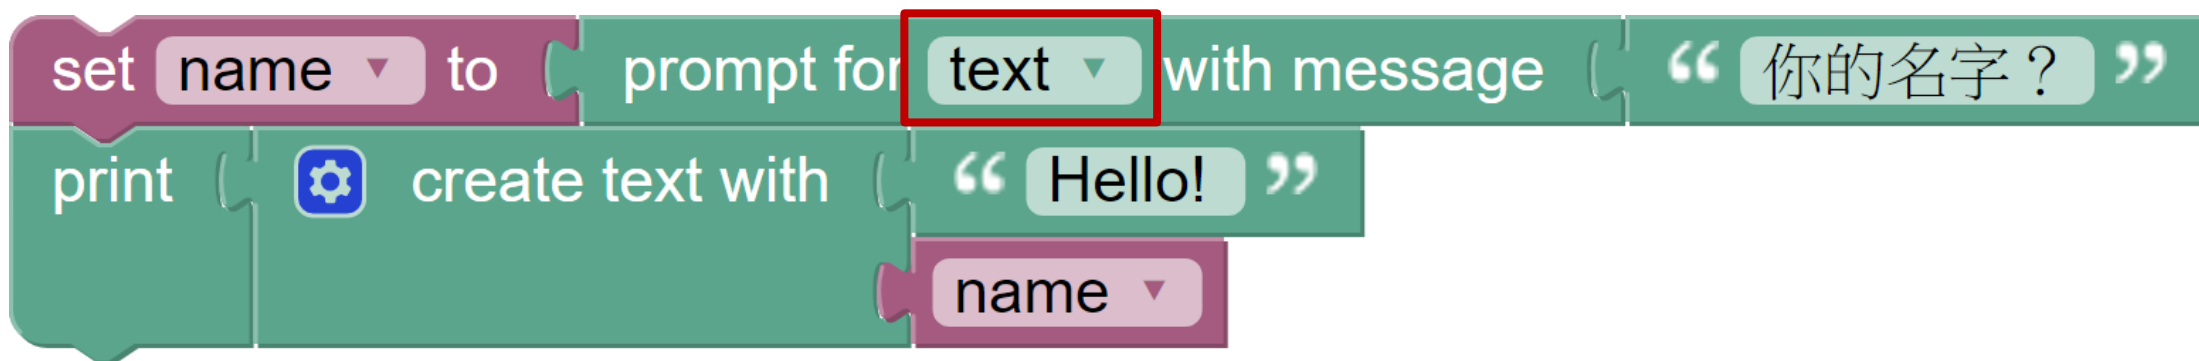 set name to prompt for text with message “ 你的名字？ ”
print create text with “ Hello! ”
name